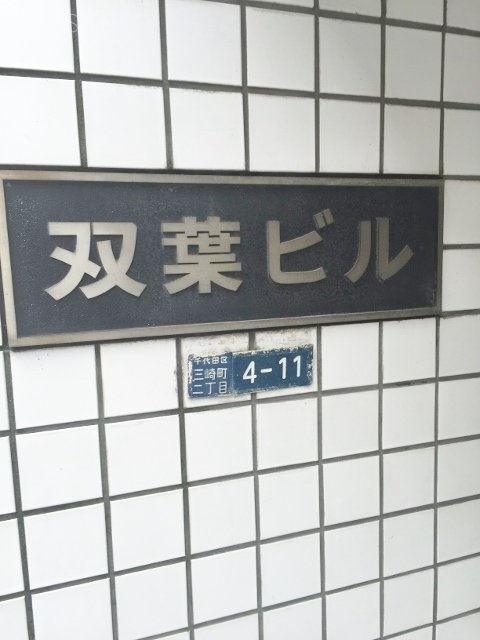 双葉ビル
千代田区
三崎町
二丁目
4-11